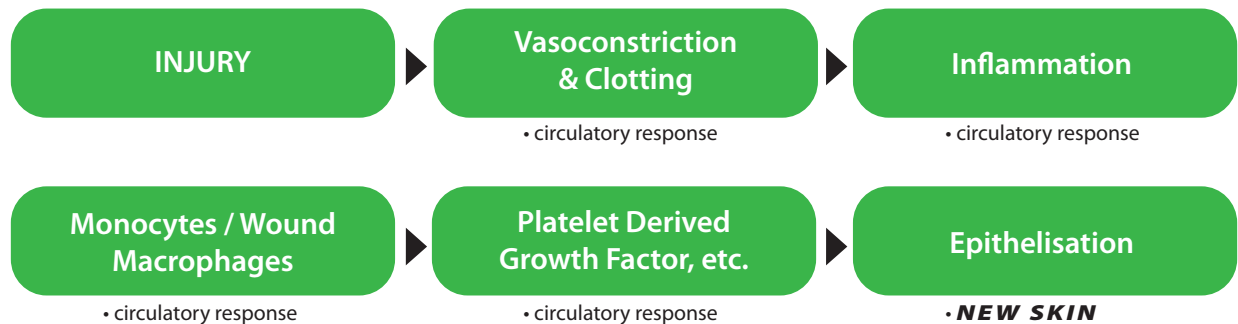 INJURY
Vasoconstriction
& Clotting
• circulatory response
Inflammation
• circulatory response
Monocytes / Wound
Macrophages
• circulatory response
Platelet Derived
Growth Factor, etc.
• circulatory response
Epithelisation
• NEW SKIN